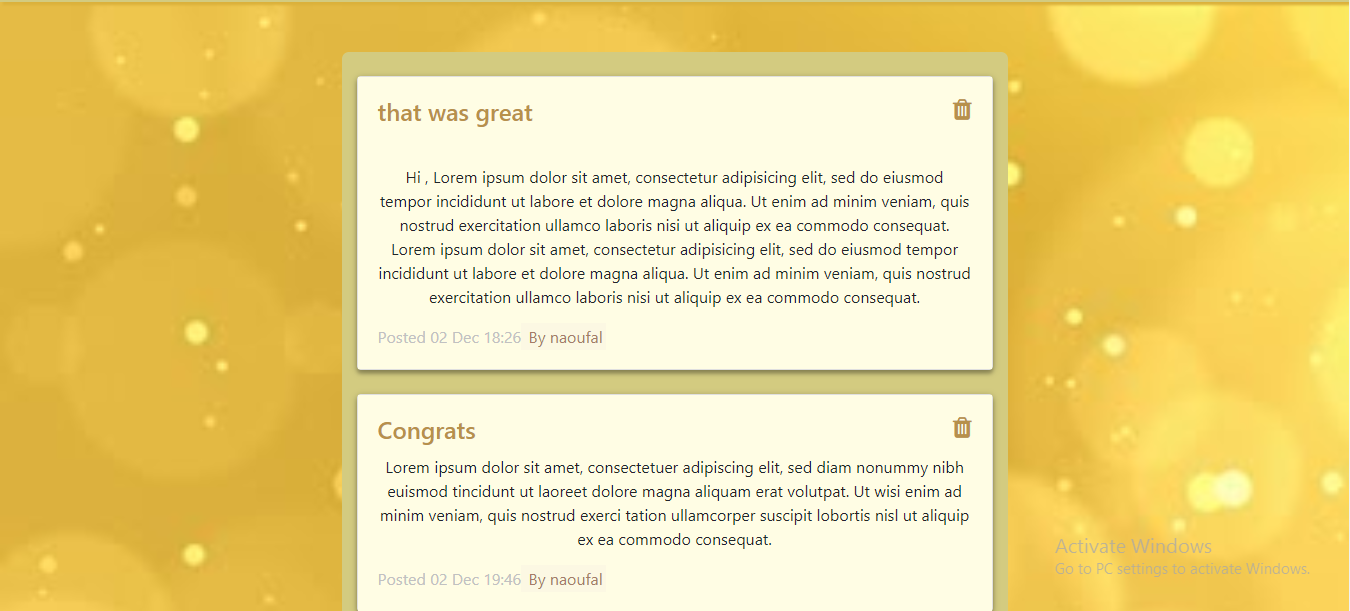 that was great
Hi , Lorem ipsum dolor sit amet, consectetur adipisicing elit, sed do eiusmod
tempor incididunt ut labore et dolore magna aliqua. Ut enim ad minim veniam, quis
nostrud exercitation ullamco laboris nisi ut aliquip ex ea commodo consequat.
Lorem ipsum dolor sit amet, consectetur adipisicing elit, sed do eiusmod tempor
incididunt ut labore et dolore magna aliqua. Ut enim ad minim veniam, quis nostrud
exercitation ullamco laboris nisi ut aliquip ex ea commodo consequat.
Posted 02 Dec 18:26 By naoufal
Congrats
Lorem ipsum dolor sit amet, consectetuer adipiscing elit, sed diam nonummy nibh
euismod tincidunt ut laoreet dolore magna aliquam erat volutpat. Ut wisi enim ad
minim veniam, quis nostrud exerci tation ullamcorper suscipit lobortis nisl ut aliquip
ex ea commodo consequat.
Posted 02 Dec 19:46 By naoufal
Activate Windows
Go to PC settings to activate Windows.